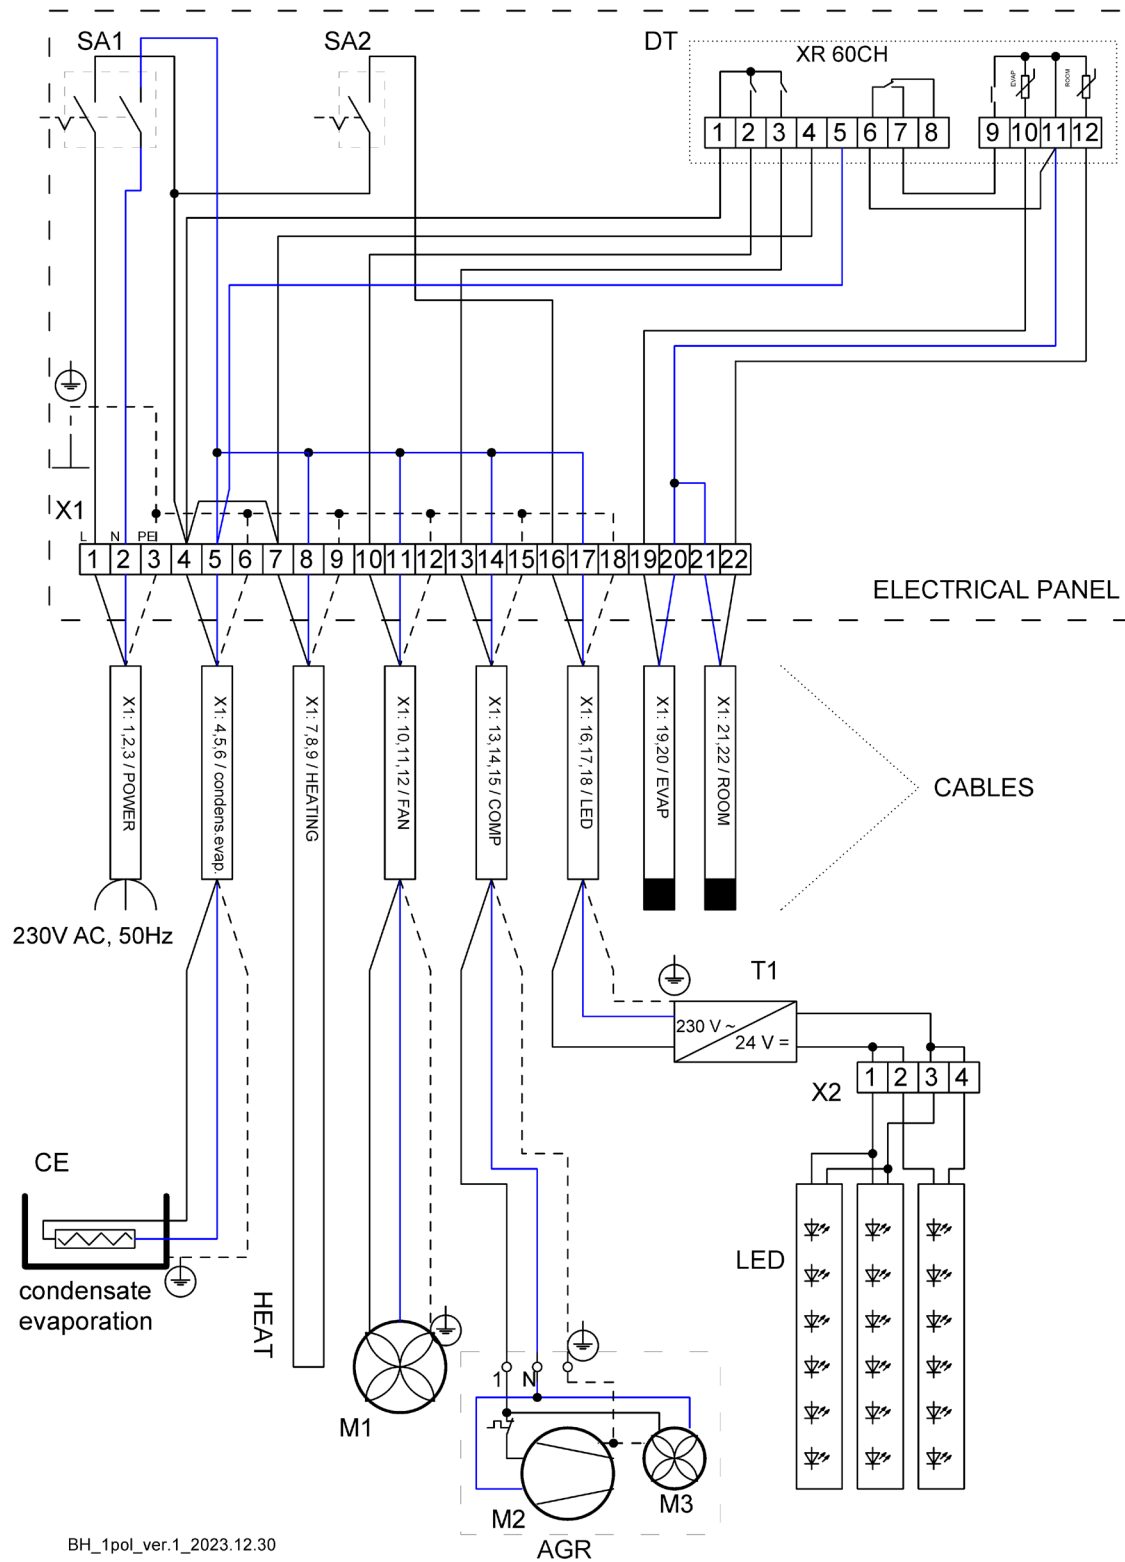 SA1
SA2
DT
XR 60CH
EVAP
ROOM
1 2 3 4 5 6 7 8
9 10 11 12
X1
L N PE
1 2 3 4 5 6 7 8 9 10 11 12 13 14 15 16 17 18 19 20 21 22
ELECTRICAL PANEL
X1: 1,2,3 / POWER
X1: 4,5,6 / condens.evap.
X1: 7,8,9 / HEATING
X1: 10,11,12 / FAN
X1: 13,14,15 / COMP
X1: 16,17,18 / LED
X1: 19,20 / EVAP
X1: 21,22 / ROOM
CABLES
230V AC, 50Hz
T1
230 V ~
24 V =
X2
1 2 3 4
CE
condensate
evaporation
HEAT
LED
M1
1 N
M2
M3
AGR
BH_1pol_ver.1_2023.12.30